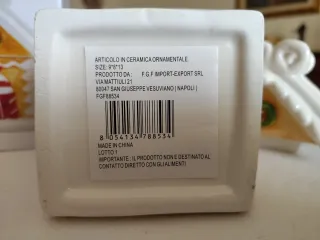 ARTICOLO IN CERAMICA ORNAMENTALE
SIZE: 9*6*13
PRODOTTO DA : F.G.F IMPORT-EXPORT SRL
VIA MATTIULI 21
80047 SAN GIUSEPPE VESUVIANO ( NAPOLI )
FGF88534
8 054134 788534
MADE IN CHINA
LOTTO 1
IMPORTANTE : IL PRODOTTO NON E DESTINATO AL
CONTATTO DIRETTO CON GLI ALIMENTI